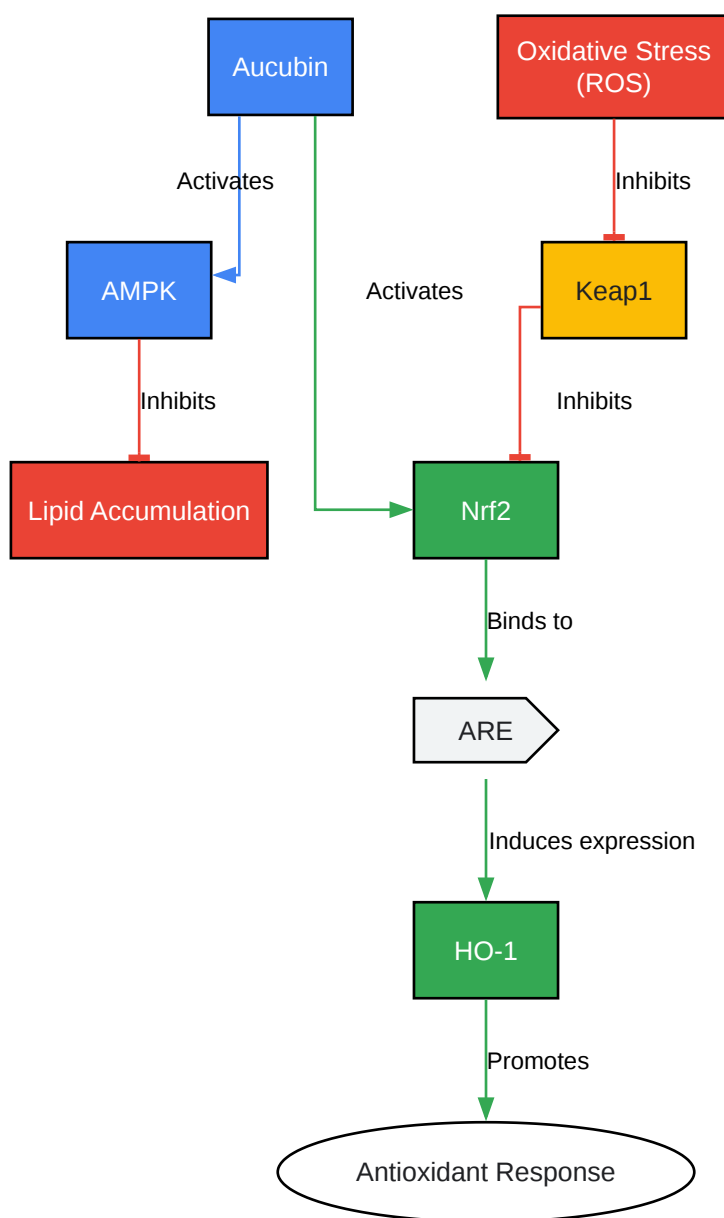 Aucubin
Oxidative Stress
(ROS)
Activates
Inhibits
AMPK
Activates
Keap1
Inhibits
Inhibits
Lipid Accumulation
Nrf2
Binds to
ARE
Induces expression
HO-1
Promotes
Antioxidant Response